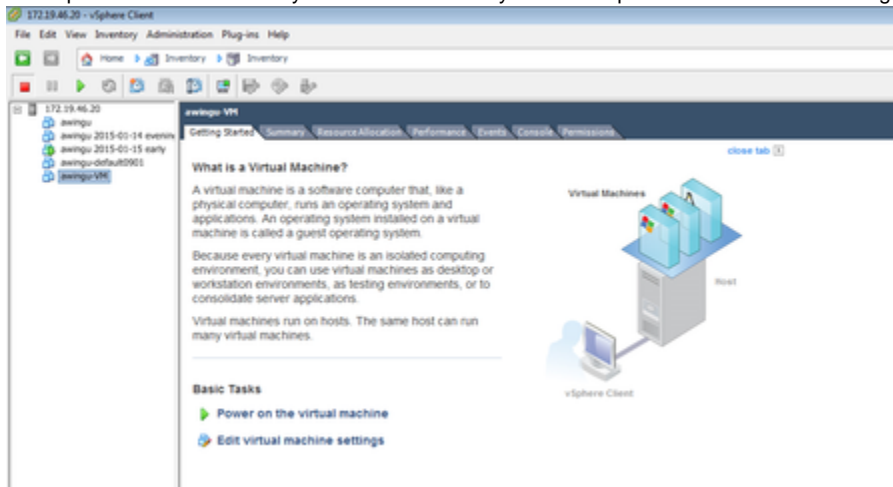 172.19.46.20 - vSphere Client
File Edit View Inventory Administration Plug-ins Help
Home Inventory Inventory
172.19.46.20
awingu
awingu 2015-01-14 evenin
awingu 2015-01-15 early
awingu-default0901
awingu-VM
awingu-VM
Getting Started Summary Resource Allocation Performance Events Console Permissions
close tab
What is a Virtual Machine?
A virtual machine is a software computer that, like a
physical computer, runs an operating system and
applications. An operating system installed on a virtual
machine is called a guest operating system.
Because every virtual machine is an isolated computing
environment, you can use virtual machines as desktop or
workstation environments, as testing environments, or to
consolidate server applications.
Virtual machines run on hosts. The same host can run
many virtual machines.
Virtual Machines
Host
vSphere Client
Basic Tasks
Power on the virtual machine
Edit virtual machine settings